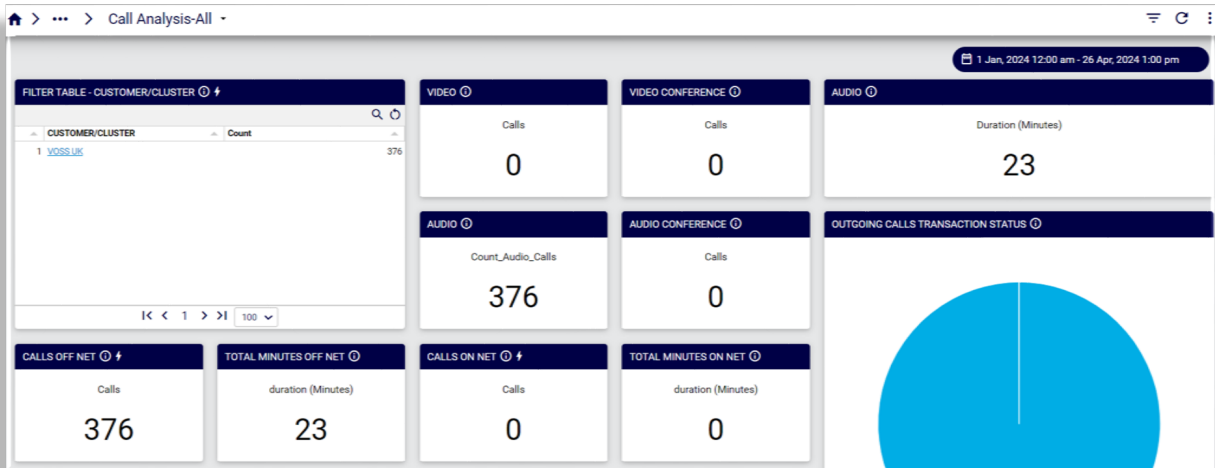 Call Analysis-All
1 Jan, 2024 12:00 am - 26 Apr, 2024 1:00 pm
FILTER TABLE - CUSTOMER/CLUSTER
CUSTOMER/CLUSTER Count
1 VOSS UK 376
1 100
VIDEO
Calls
0
VIDEO CONFERENCE
Calls
0
AUDIO
Duration (Minutes)
23
AUDIO
Count_Audio_Calls
376
AUDIO CONFERENCE
Calls
0
OUTGOING CALLS TRANSACTION STATUS
CALLS OFF NET
Calls
376
TOTAL MINUTES OFF NET
duration (Minutes)
23
CALLS ON NET
Calls
0
TOTAL MINUTES ON NET
duration (Minutes)
0